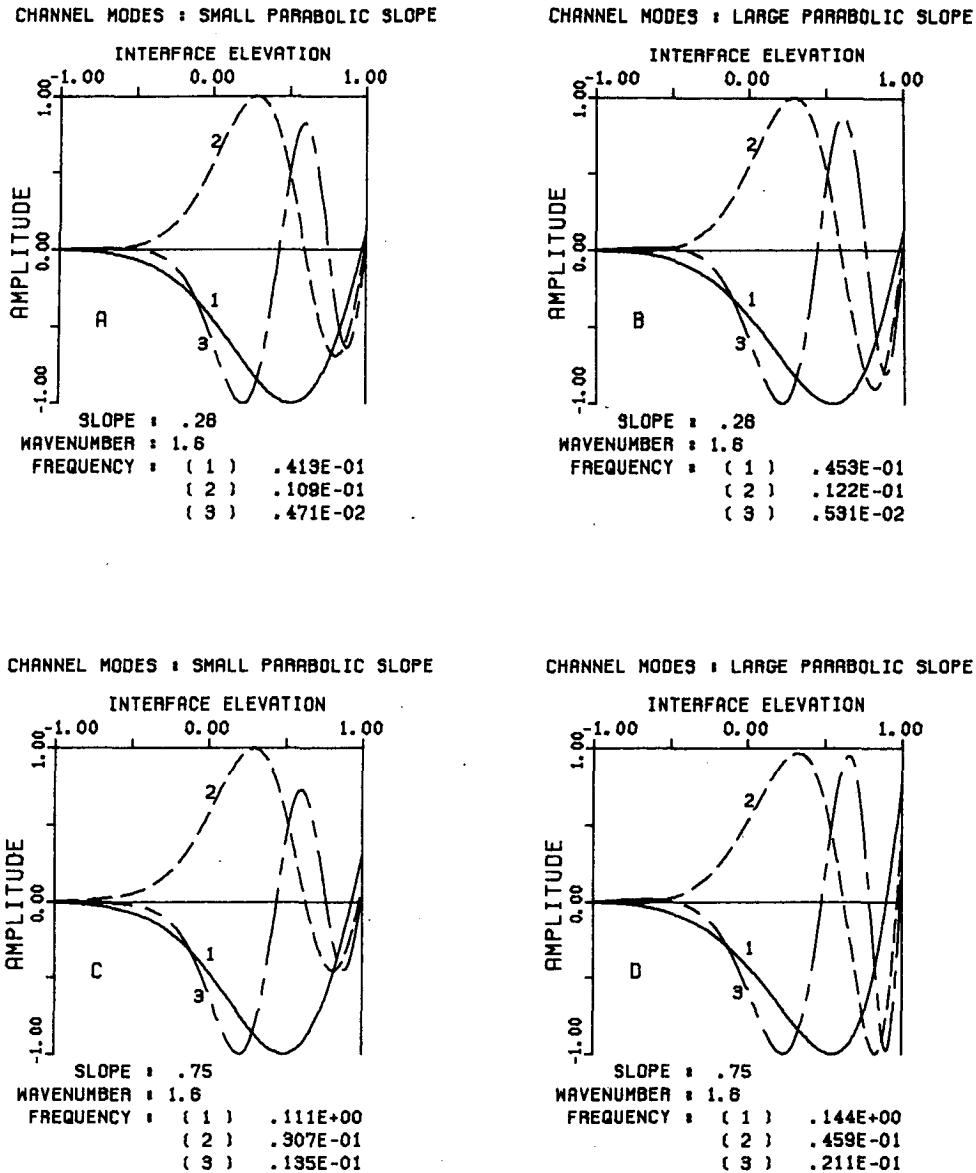 CHANNEL MODES : SMALL PARABOLIC SLOPE
INTERFACE ELEVATION
-1.00 0.00 1.00
1.00
0.00
-1.00
AMPLITUDE
2
1
3
A
SLOPE : .28
WAVENUMBER : 1.6
FREQUENCY : (1) .413E-01
(2) .109E-01
(3) .471E-02
CHANNEL MODES : LARGE PARABOLIC SLOPE
INTERFACE ELEVATION
-1.00 0.00 1.00
1.00
0.00
-1.00
AMPLITUDE
2
1
3
B
SLOPE : .28
WAVENUMBER : 1.6
FREQUENCY : (1) .453E-01
(2) .122E-01
(3) .531E-02
CHANNEL MODES : SMALL PARABOLIC SLOPE
INTERFACE ELEVATION
-1.00 0.00 1.00
1.00
0.00
-1.00
AMPLITUDE
2
1
3
C
SLOPE : .75
WAVENUMBER : 1.6
FREQUENCY : (1) .111E+00
(2) .307E-01
(3) .135E-01
CHANNEL MODES : LARGE PARABOLIC SLOPE
INTERFACE ELEVATION
-1.00 0.00 1.00
1.00
0.00
-1.00
AMPLITUDE
2
1
3
D
SLOPE : .75
WAVENUMBER : 1.6
FREQUENCY : (1) .144E+00
(2) .459E-01
(3) .211E-01